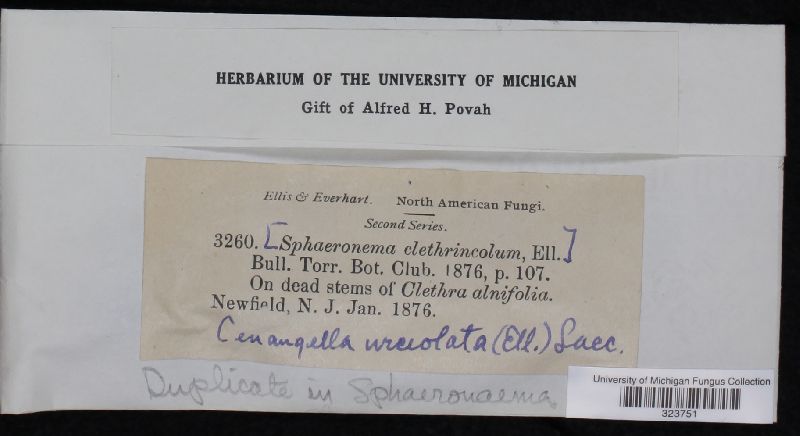 HERBARIUM OF THE UNIVERSITY OF MICHIGAN
Gift of Alfred H. Povah
Ellis & Everhart. North American Fungi.
Second Series.
3260. [Sphaeronema clethrincolum, Ell.]
Bull. Torr. Bot. Club. 1876, p. 107.
On dead stems of Clethra alnifolia.
Newfield, N. J. Jan. 1876.
Cenangella urceolata (Ell.) Sacc.
Duplicate in Sphaeronaema
University of Michigan Fungus Collection
323751